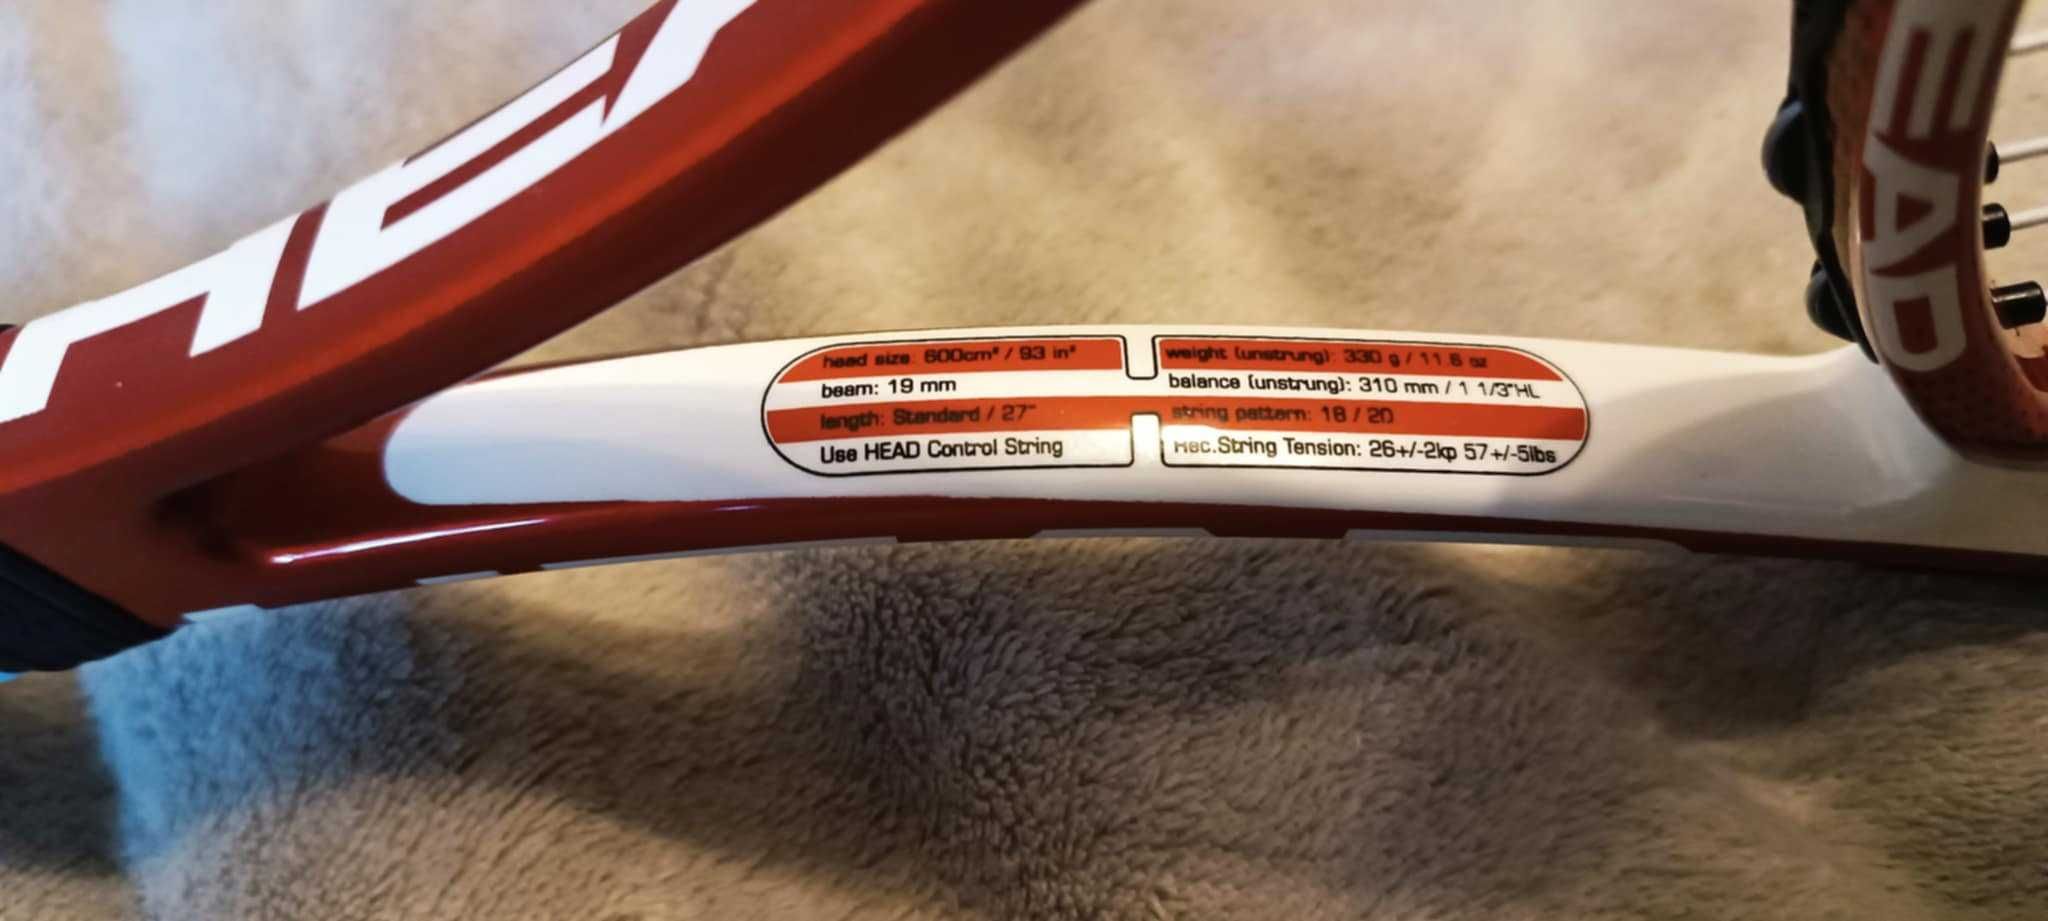 HEA
EAD
head size: 600cm² / 93 in²
beam: 19 mm
length: Standard / 27"
Use HEAD Control String
weight (unstrung): 330 g / 11.6 oz
balance (unstrung): 310 mm / 1 1/3"HL
string pattern: 18 / 20
Rec.String Tension: 26+/-2kp 57+/-5lbs